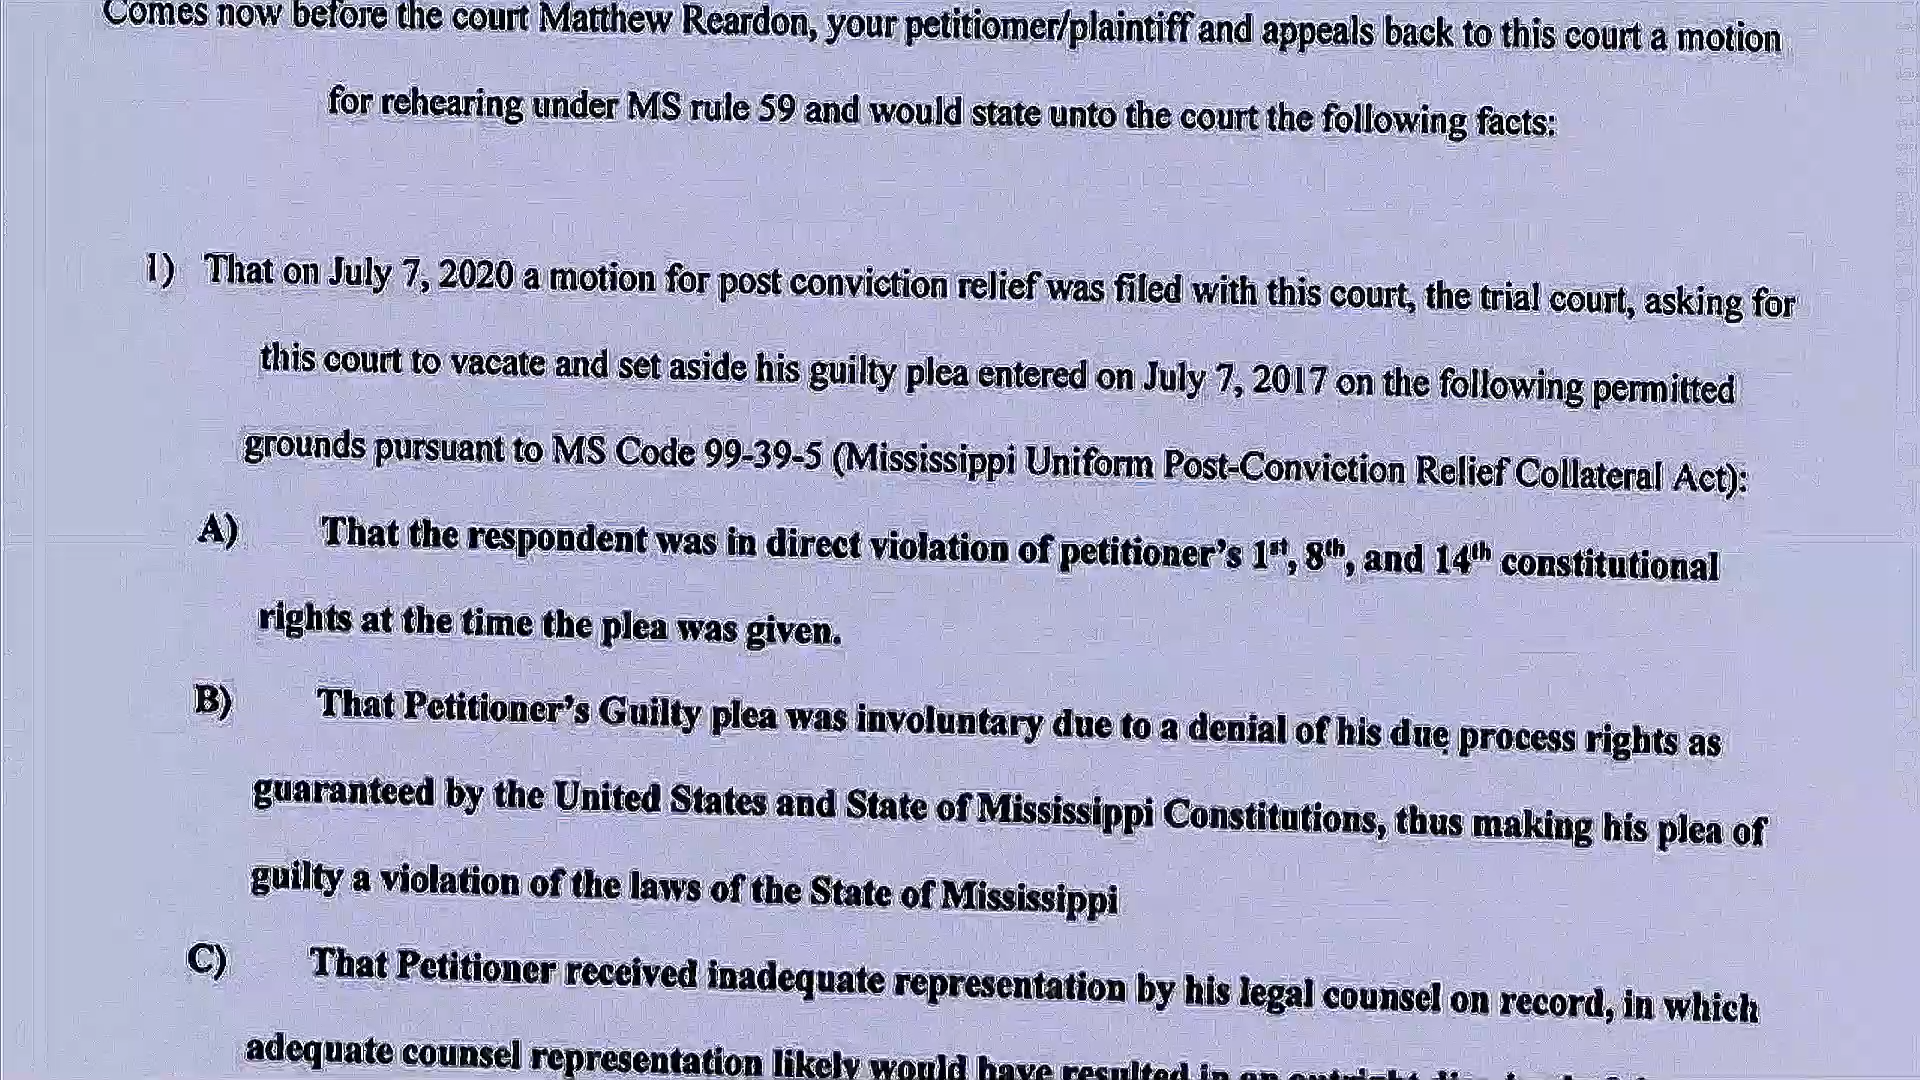 Comes now before the court Matthew Reardon, your petitiomer/plaintiff and appeals back to this court a motion
for rehearing under MS rule 59 and would state unto the court the following facts:
1) That on July 7, 2020 a motion for post conviction relief was filed with this court, the trial court, asking for
this court to vacate and set aside his guilty plea entered on July 7, 2017 on the following permitted
grounds pursuant to MS Code 99-39-5 (Mississippi Uniform Post-Conviction Relief Collateral Act):
A) That the respondent was in direct violation of petitioner's 1st, 8th, and 14th constitutional
rights at the time the plea was given.
B) That Petitioner's Guilty plea was involuntary due to a denial of his due process rights as
guaranteed by the United States and State of Mississippi Constitutions, thus making his plea of
guilty a violation of the laws of the State of Mississippi
C) That Petitioner received inadequate representation by his legal counsel on record, in which
adequate counsel representation likely would have resulted in an outright